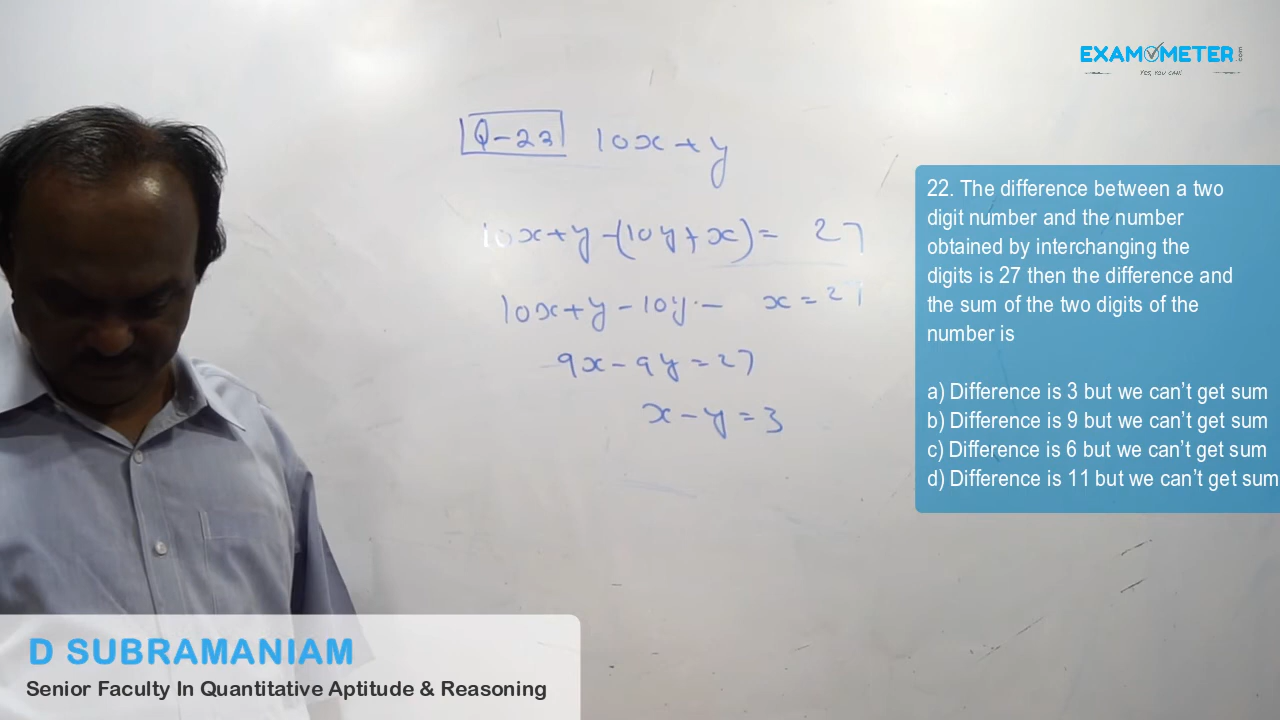 EXAMOMETER.com
YES, YOU CAN!
Q-23 10x+y
10x+y-(10y+x)= 27
10x+y-10y- x=27
9x-9y=27
x-y=3
22. The difference between a two
digit number and the number
obtained by interchanging the
digits is 27 then the difference and
the sum of the two digits of the
number is
a) Difference is 3 but we can't get sum
b) Difference is 9 but we can't get sum
c) Difference is 6 but we can't get sum
d) Difference is 11 but we can't get sum
D SUBRAMANIAM
Senior Faculty In Quantitative Aptitude & Reasoning